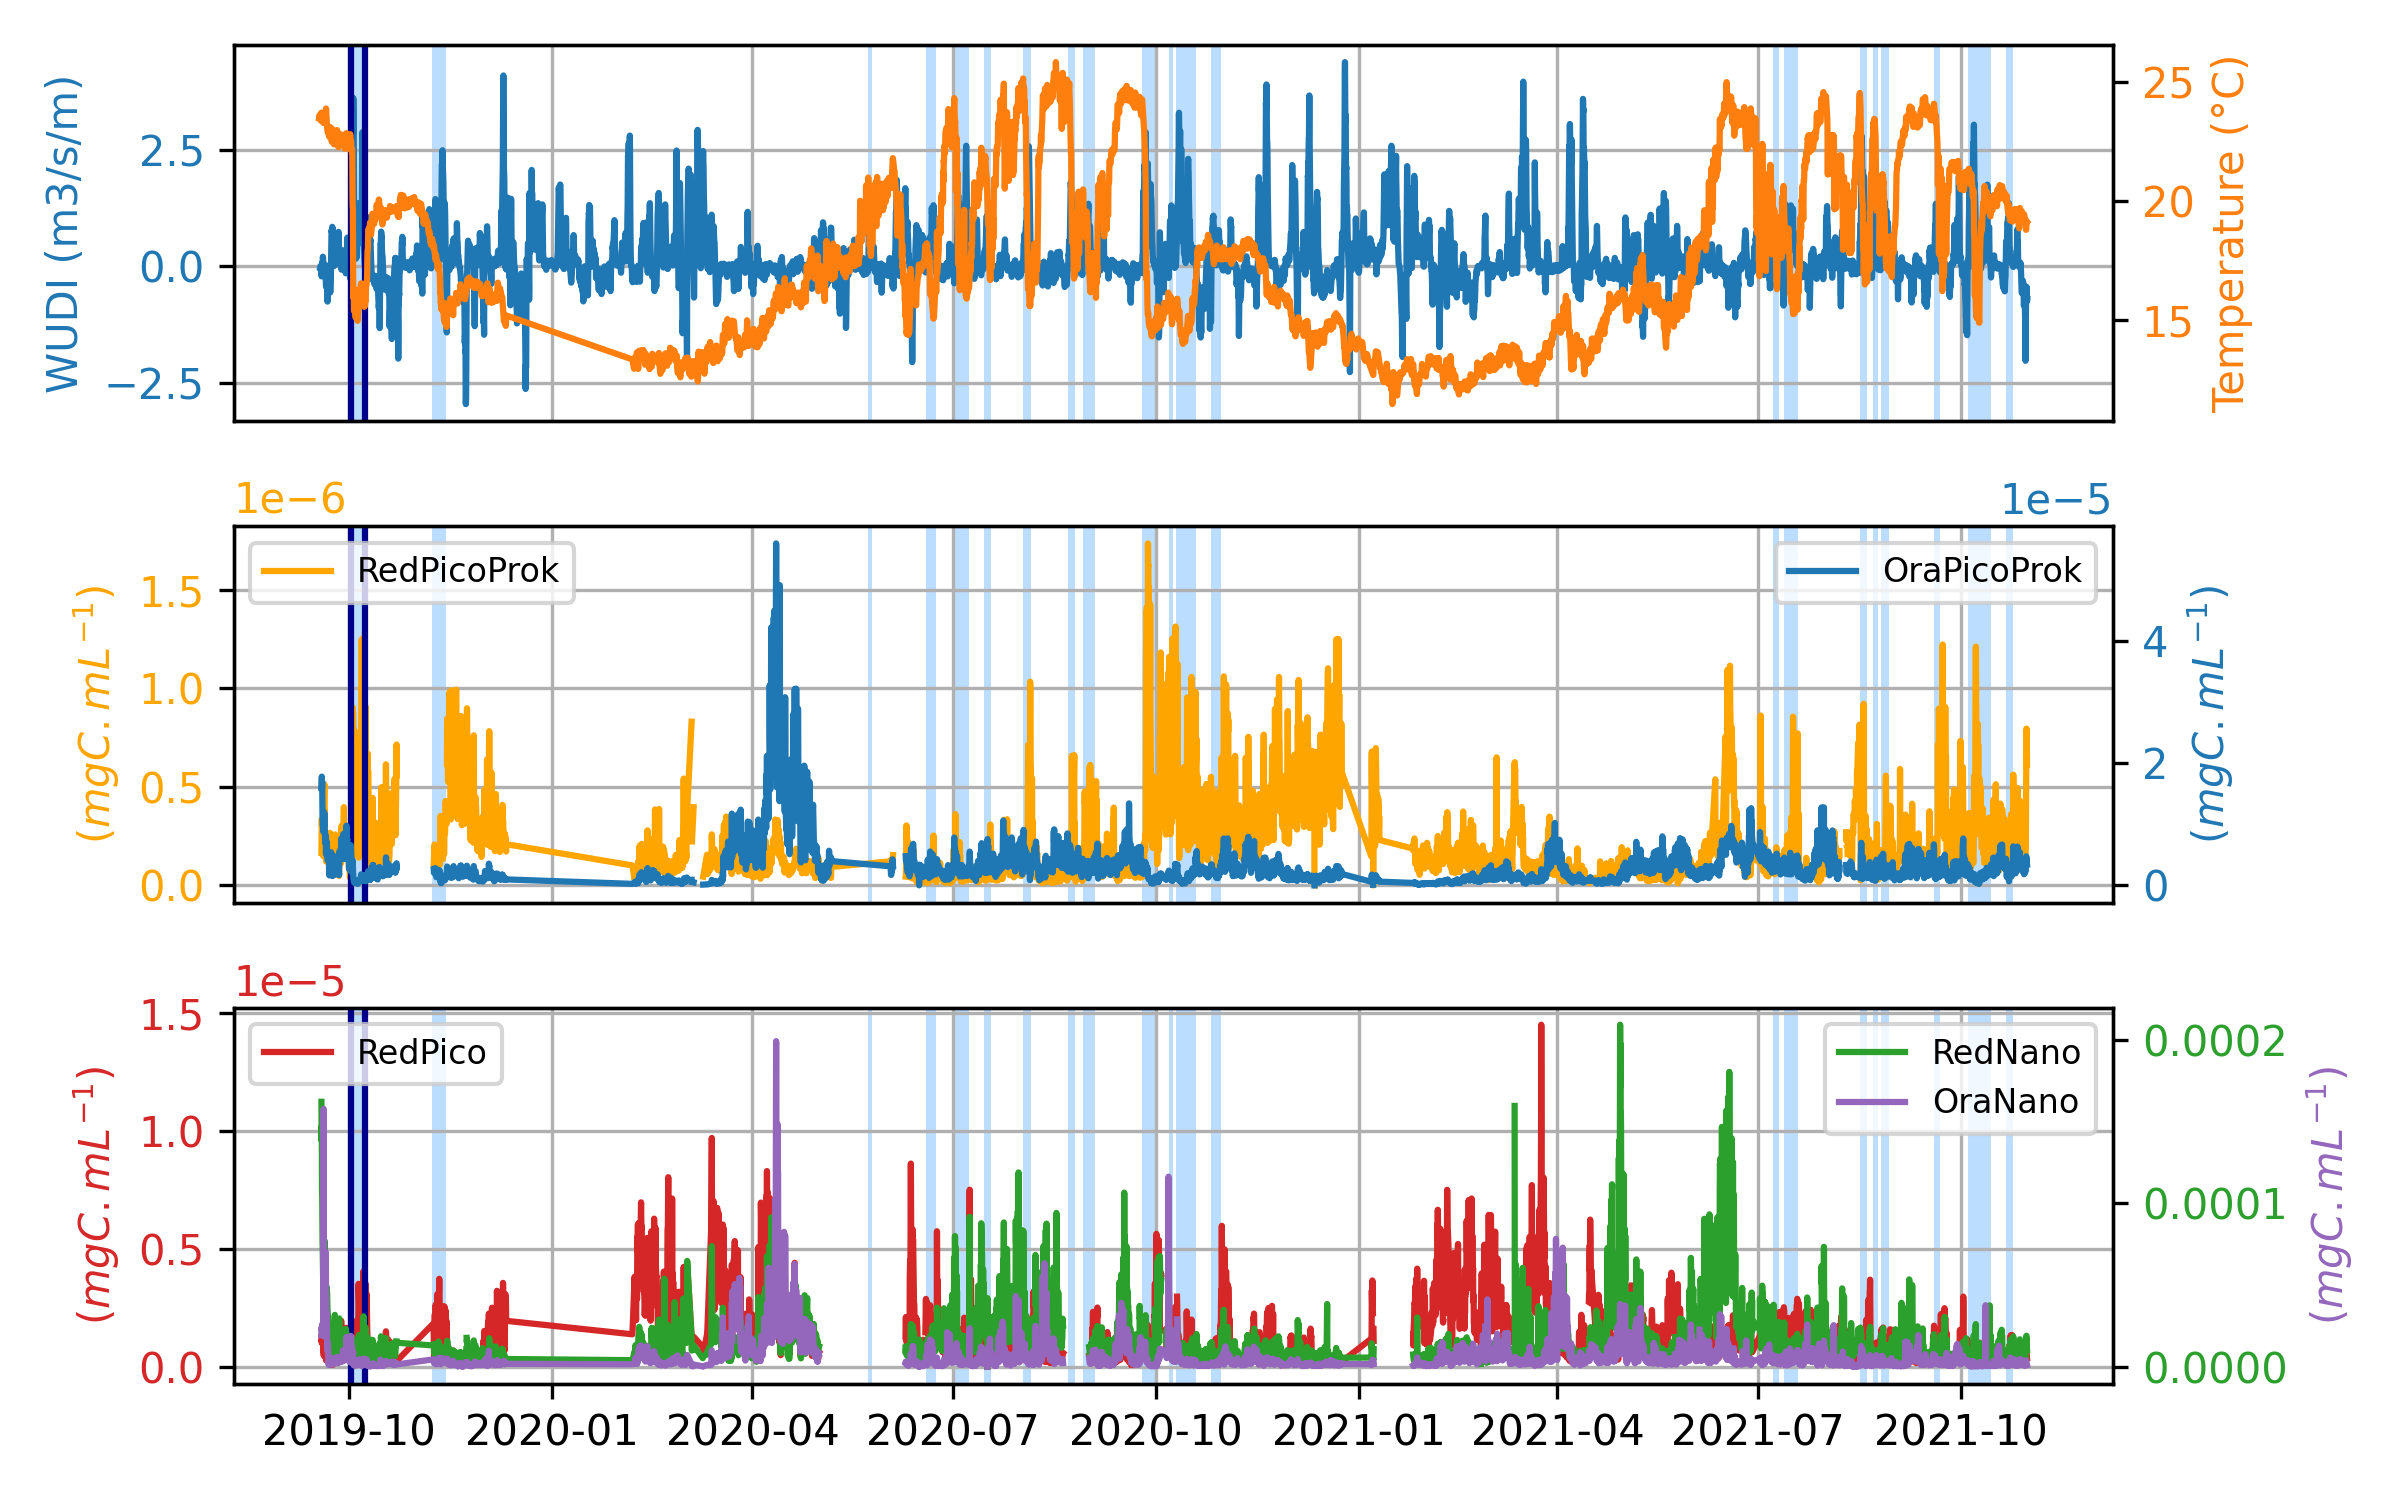 WUDI (m3/s/m)
2.5
0.0
−2.5
25
20
15
Temperature (°C)
1e−6
1e−5
(mgC.mL⁻¹)
1.5
1.0
0.5
0.0
RedPicoProk
OraPicoProk
4
2
0
(mgC.mL⁻¹)
1e−5
(mgC.mL⁻¹)
1.5
1.0
0.5
0.0
RedPico
RedNano
OraNano
0.0002
0.0001
0.0000
(mgC.mL⁻¹)
2019-10 2020-01 2020-04 2020-07 2020-10 2021-01 2021-04 2021-07 2021-10